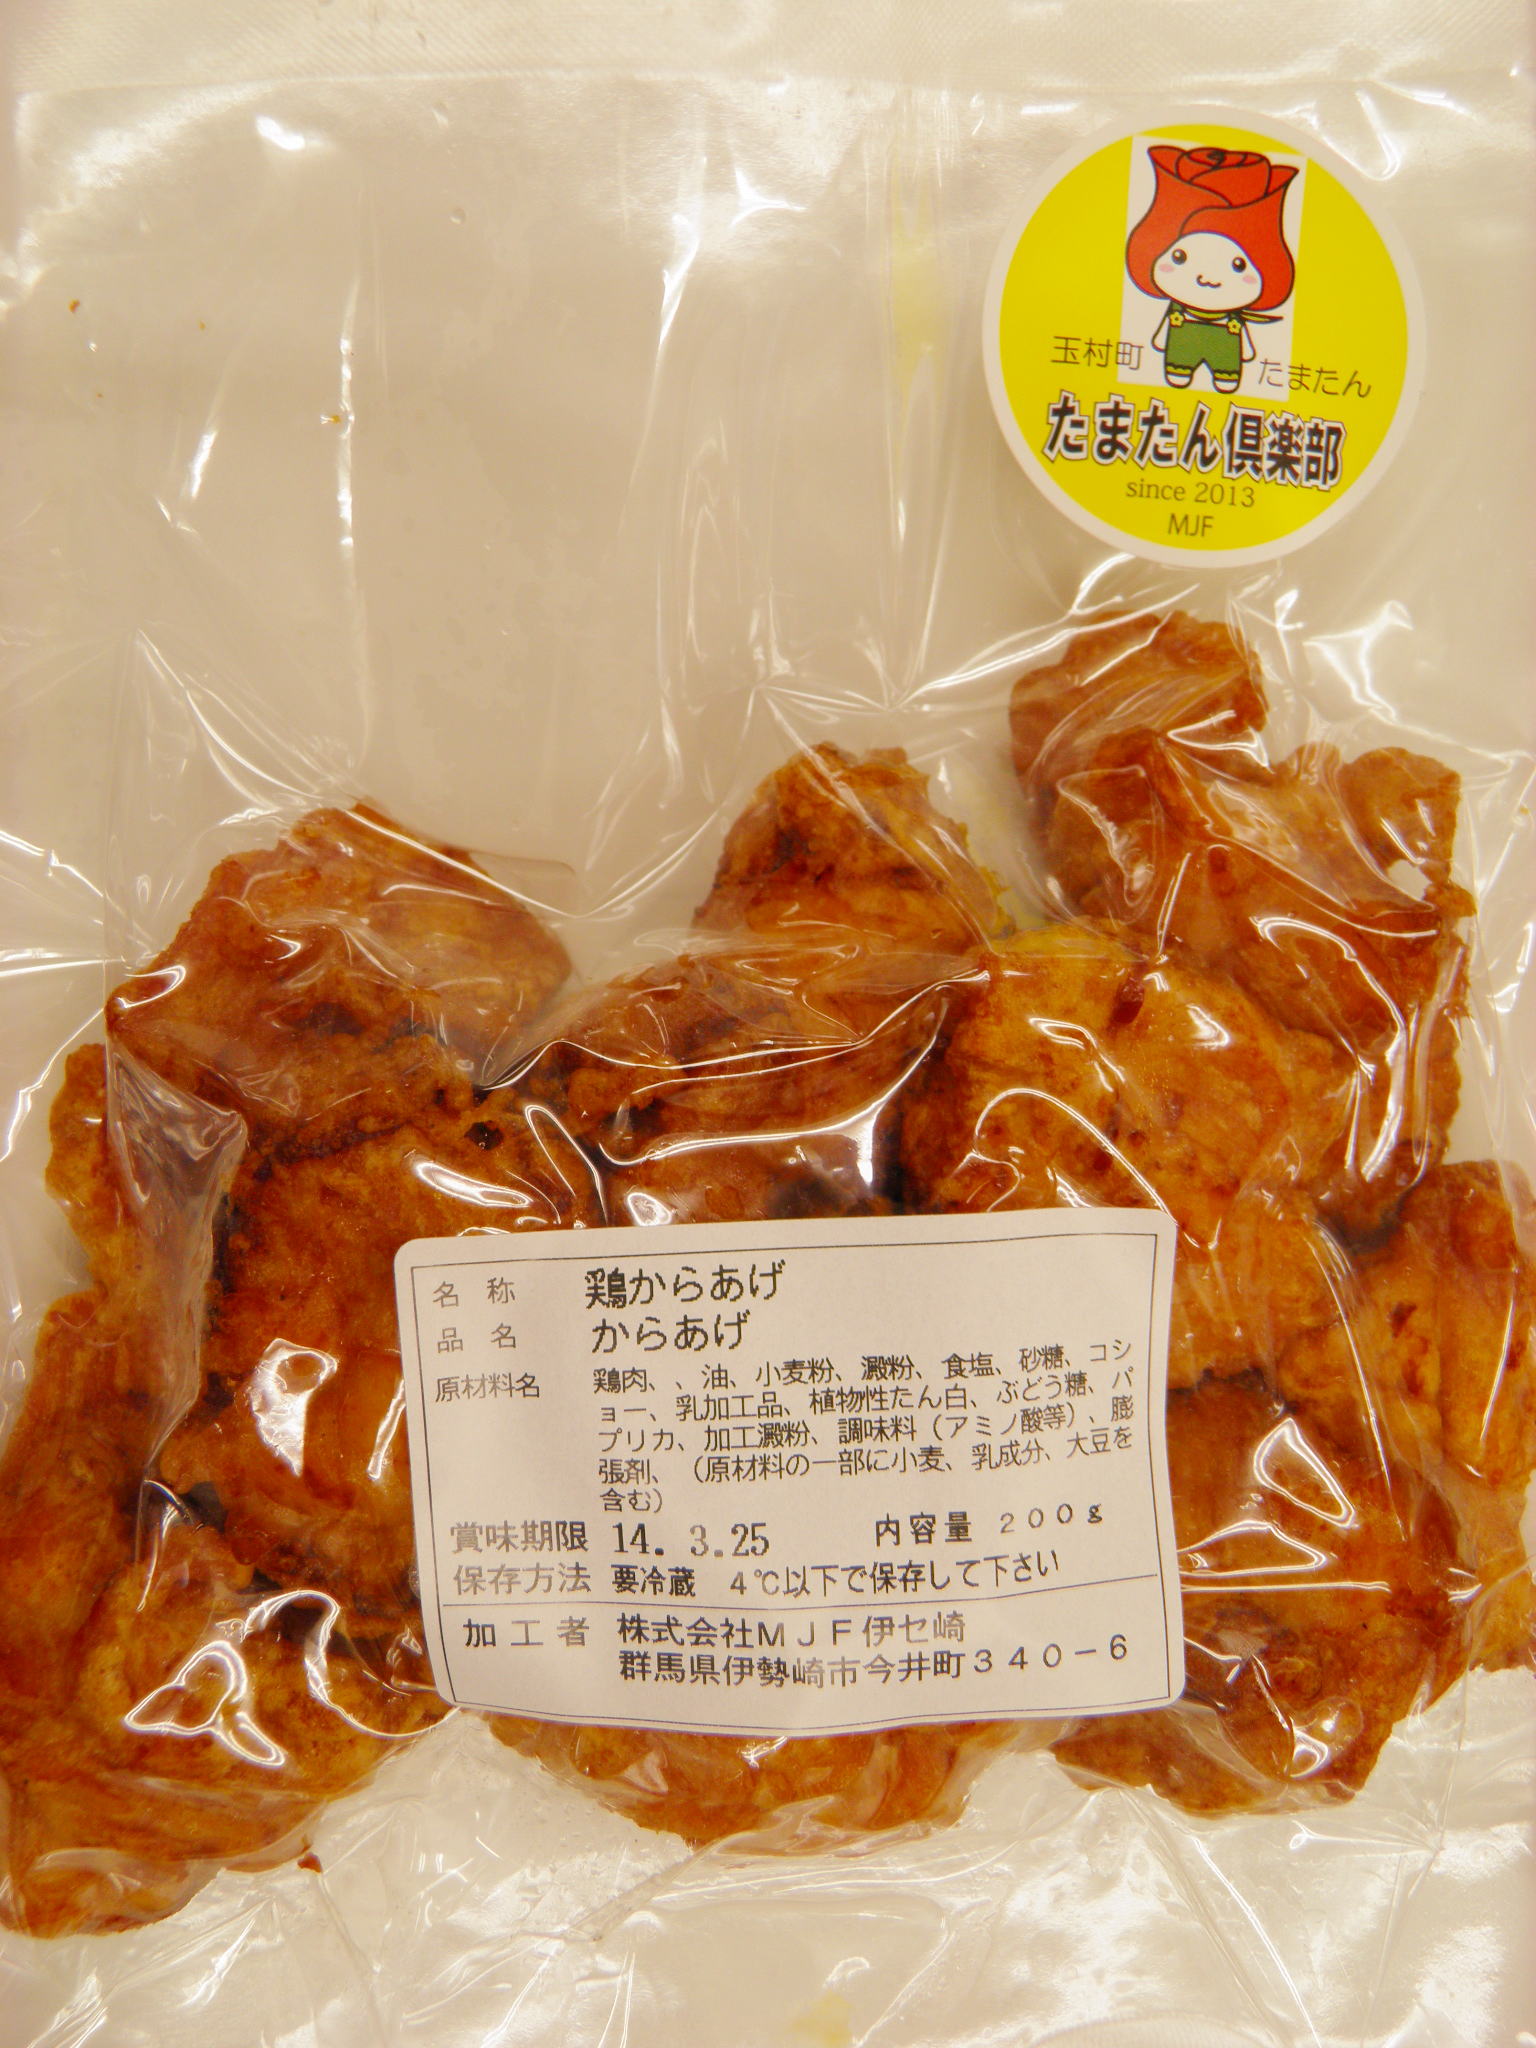 玉村町 たまたん
たまたん倶楽部
since 2013
MJF
名称 鶏からあげ
品名 からあげ
原材料名 鶏肉、、油、小麦粉、澱粉、食塩、砂糖、コシ
ョー、乳加工品、植物性たん白、ぶどう糖、パ
プリカ、加工澱粉、調味料（アミノ酸等）、膨
張剤、（原材料の一部に小麦、乳成分、大豆を
含む）
賞味期限 14. 3.25 内容量 200g
保存方法 要冷蔵 4℃以下で保存して下さい
加工者 株式会社MJF伊セ崎
群馬県伊勢崎市今井町340-6